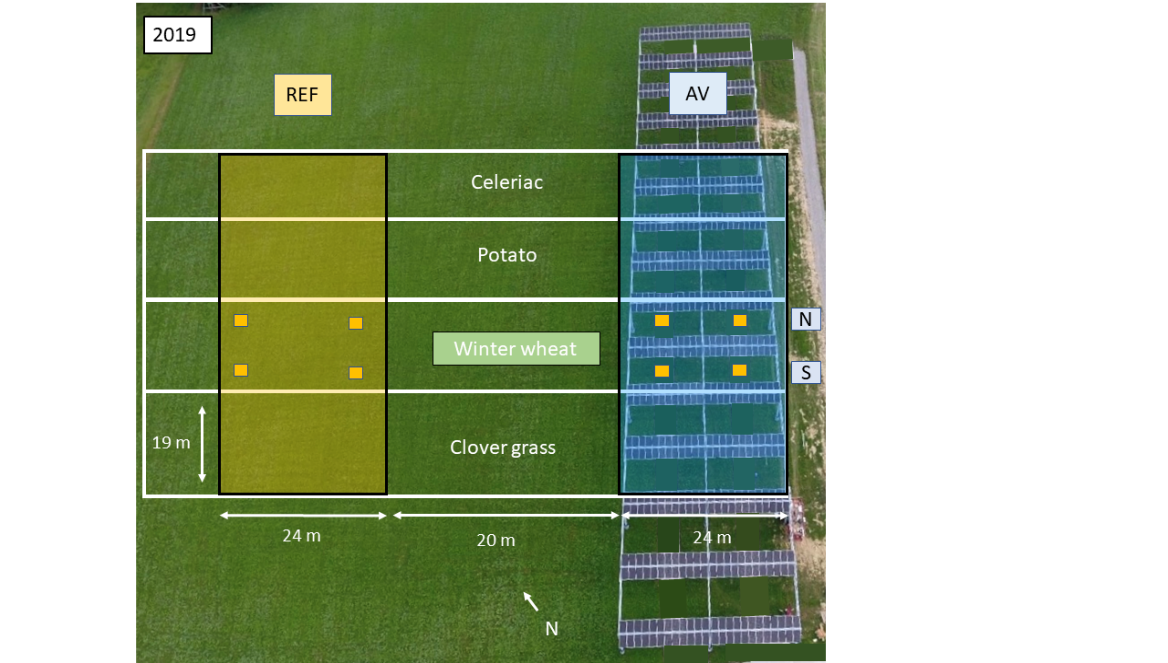 2019
REF
AV
Celeriac
Potato
N
Winter wheat
S
19 m
Clover grass
24 m
20 m
24 m
N